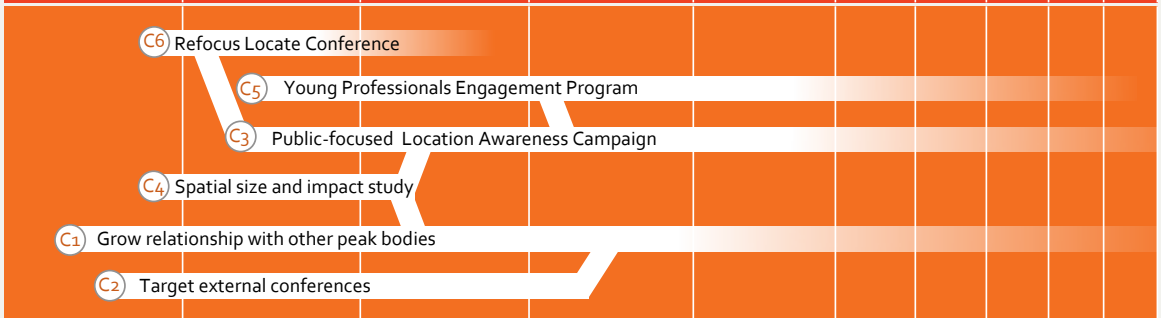 C6 Refocus Locate Conference
C5 Young Professionals Engagement Program
C3 Public-focused Location Awareness Campaign
C4 Spatial size and impact study
C1 Grow relationship with other peak bodies
C2 Target external conferences